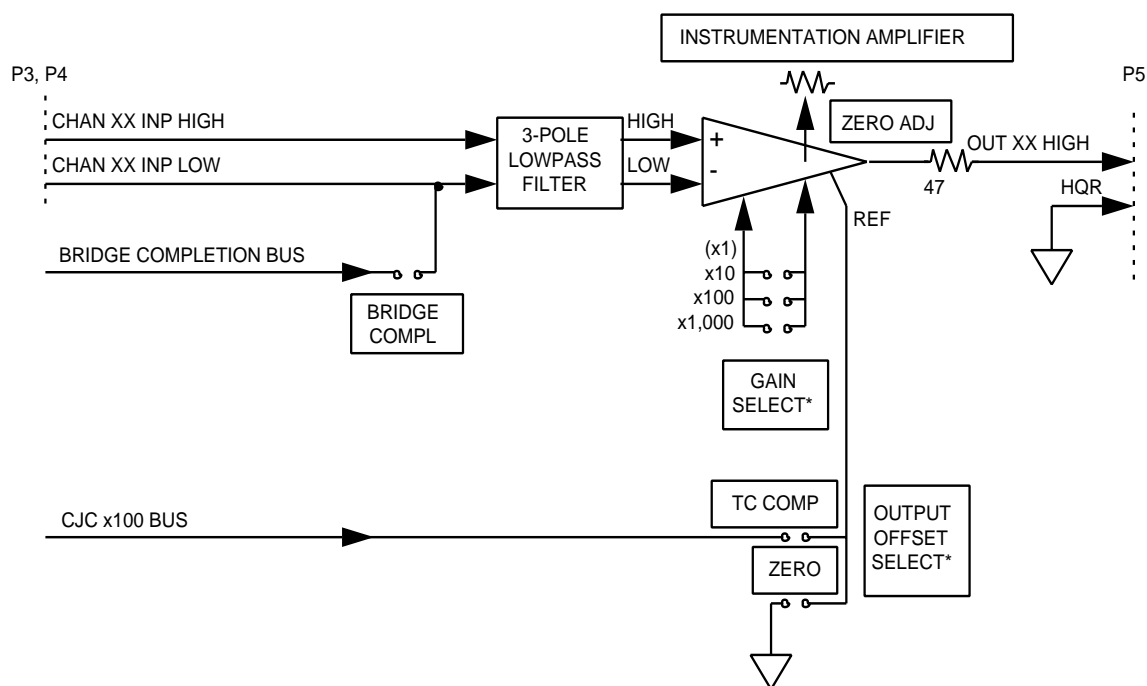 INSTRUMENTATION AMPLIFIER
P3, P4
P5
CHAN XX INP HIGH
3-POLE
LOWPASS
FILTER
HIGH
+
ZERO ADJ
OUT XX HIGH
CHAN XX INP LOW
LOW
-
47
HQR
REF
BRIDGE COMPLETION BUS
(x1)
x10
x100
x1,000
BRIDGE
COMPL
GAIN
SELECT*
TC COMP
CJC x100 BUS
OUTPUT
OFFSET
SELECT*
ZERO